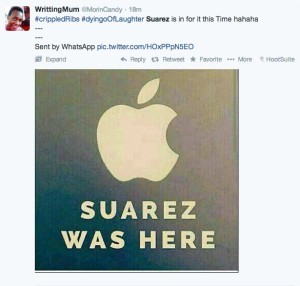 WrittingMum @MorinCandy · 18m
#crippledRibs #dyingoOfLaughter Suarez is in for it this Time hahaha
---
---
Sent by WhatsApp pic.twitter.com/HOxPPpN5EO
Expand Reply Retweet Favorite More HootSuite
SUAREZ
WAS HERE